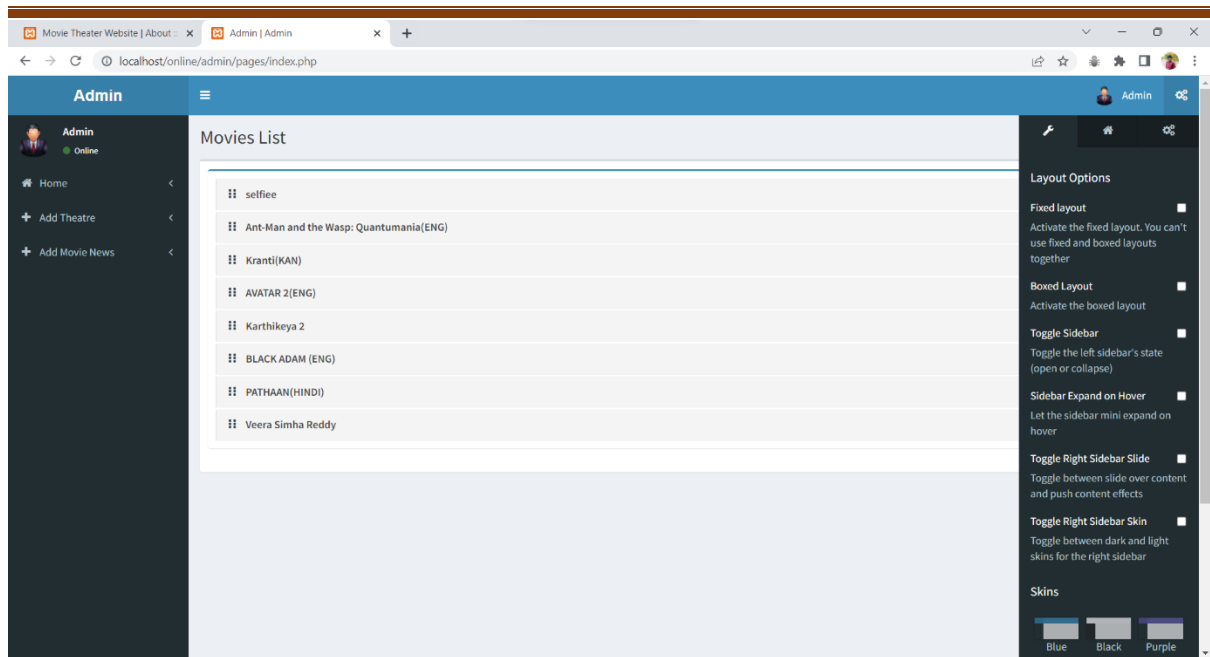 Movie Theater Website | About ::
Admin | Admin
localhost/online/admin/pages/index.php
Admin
Admin
Admin
Online
Home
Add Theatre
Add Movie News
Movies List
selfiee
Ant-Man and the Wasp: Quantumania(ENG)
Kranti(KAN)
AVATAR 2(ENG)
Karthikeya 2
BLACK ADAM (ENG)
PATHAAN(HINDI)
Veera Simha Reddy
Layout Options
Fixed layout
Activate the fixed layout. You can't
use fixed and boxed layouts
together
Boxed Layout
Activate the boxed layout
Toggle Sidebar
Toggle the left sidebar's state
(open or collapse)
Sidebar Expand on Hover
Let the sidebar mini expand on
hover
Toggle Right Sidebar Slide
Toggle between slide over content
and push content effects
Toggle Right Sidebar Skin
Toggle between dark and light
skins for the right sidebar
Skins
Blue Black Purple